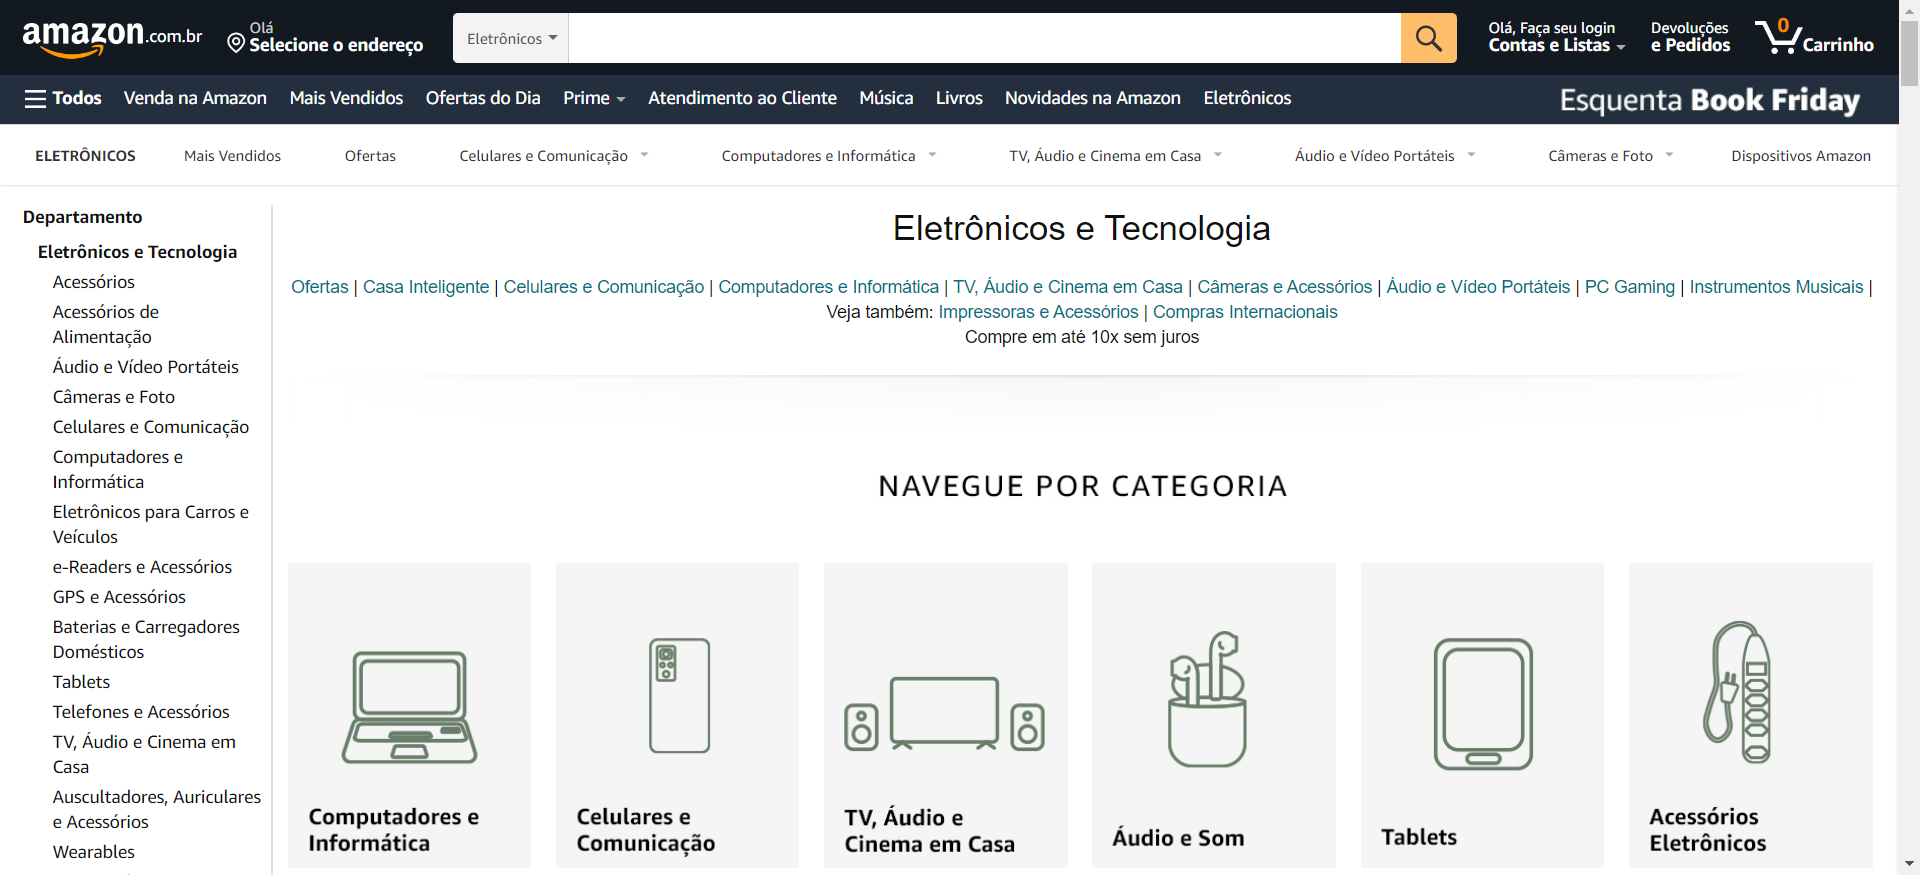 amazon.com.br
Olá
Selecione o endereço
Eletrônicos
Olá, Faça seu login
Contas e Listas
Devoluções
e Pedidos
0
Carrinho
Todos
Venda na Amazon
Mais Vendidos
Ofertas do Dia
Prime
Atendimento ao Cliente
Música
Livros
Novidades na Amazon
Eletrônicos
Esquenta Book Friday
ELETRÔNICOS
Mais Vendidos
Ofertas
Celulares e Comunicação
Computadores e Informática
TV, Áudio e Cinema em Casa
Áudio e Vídeo Portáteis
Câmeras e Foto
Dispositivos Amazon
Departamento
Eletrônicos e Tecnologia
Acessórios
Acessórios de
Alimentação
Áudio e Vídeo Portáteis
Câmeras e Foto
Celulares e Comunicação
Computadores e
Informática
Eletrônicos para Carros e
Veículos
e-Readers e Acessórios
GPS e Acessórios
Baterias e Carregadores
Domésticos
Tablets
Telefones e Acessórios
TV, Áudio e Cinema em
Casa
Auscultadores, Auriculares
e Acessórios
Wearables
Eletrônicos e Tecnologia
Ofertas | Casa Inteligente | Celulares e Comunicação | Computadores e Informática | TV, Áudio e Cinema em Casa | Câmeras e Acessórios | Áudio e Vídeo Portáteis | PC Gaming | Instrumentos Musicais |
Veja também: Impressoras e Acessórios | Compras Internacionais
Compre em até 10x sem juros
NAVEGUE POR CATEGORIA
Computadores e
Informática
Celulares e
Comunicação
TV, Áudio e
Cinema em Casa
Áudio e Som
Tablets
Acessórios
Eletrônicos